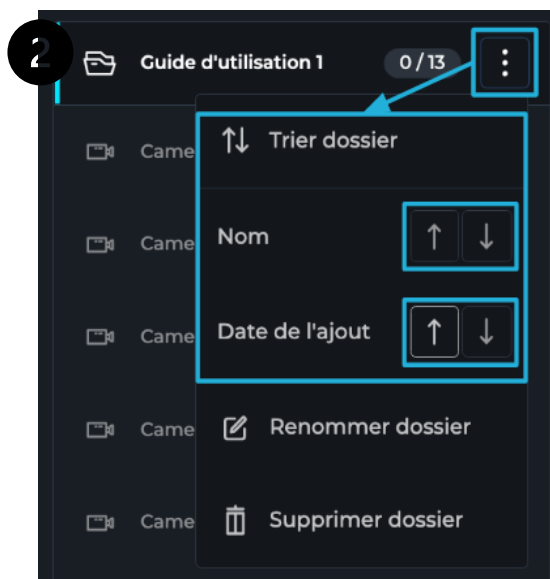 2
Guide d'utilisation 1 0/13
Came Trier dossier
Came Nom
Came Date de l'ajout
Came Renommer dossier
Came Supprimer dossier